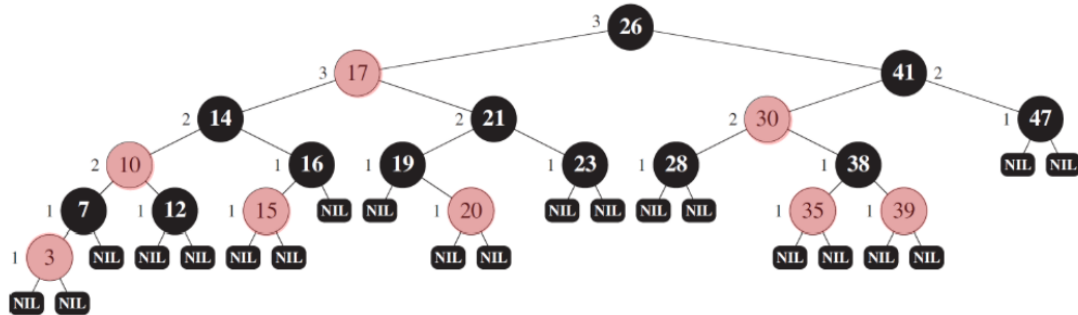 3 26
3 17 41 2
2 14 2 21 2 30 1 47
2 10 1 16 1 19 1 23 1 28 1 38 NIL NIL
1 7 1 12 1 15 NIL NIL 1 20 NIL NIL NIL NIL 1 35 1 39
1 3 NIL NIL NIL NIL NIL NIL NIL NIL NIL NIL NIL
NIL NIL